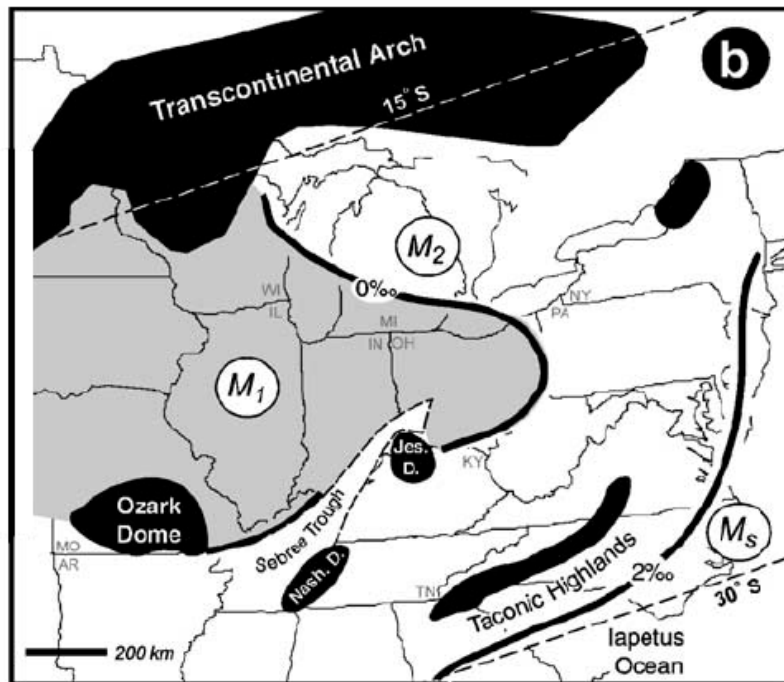 b
Transcontinental Arch
15° S
M2
0‰
WI
IL
MI
IN
OH
NY
PA
M1
Jes.
D.
KY
Ozark
Dome
Sebree Trough
MO
AR
Nash. D.
TN
Taconic Highlands
2‰
Ms
30° S
Iapetus
Ocean
200 km